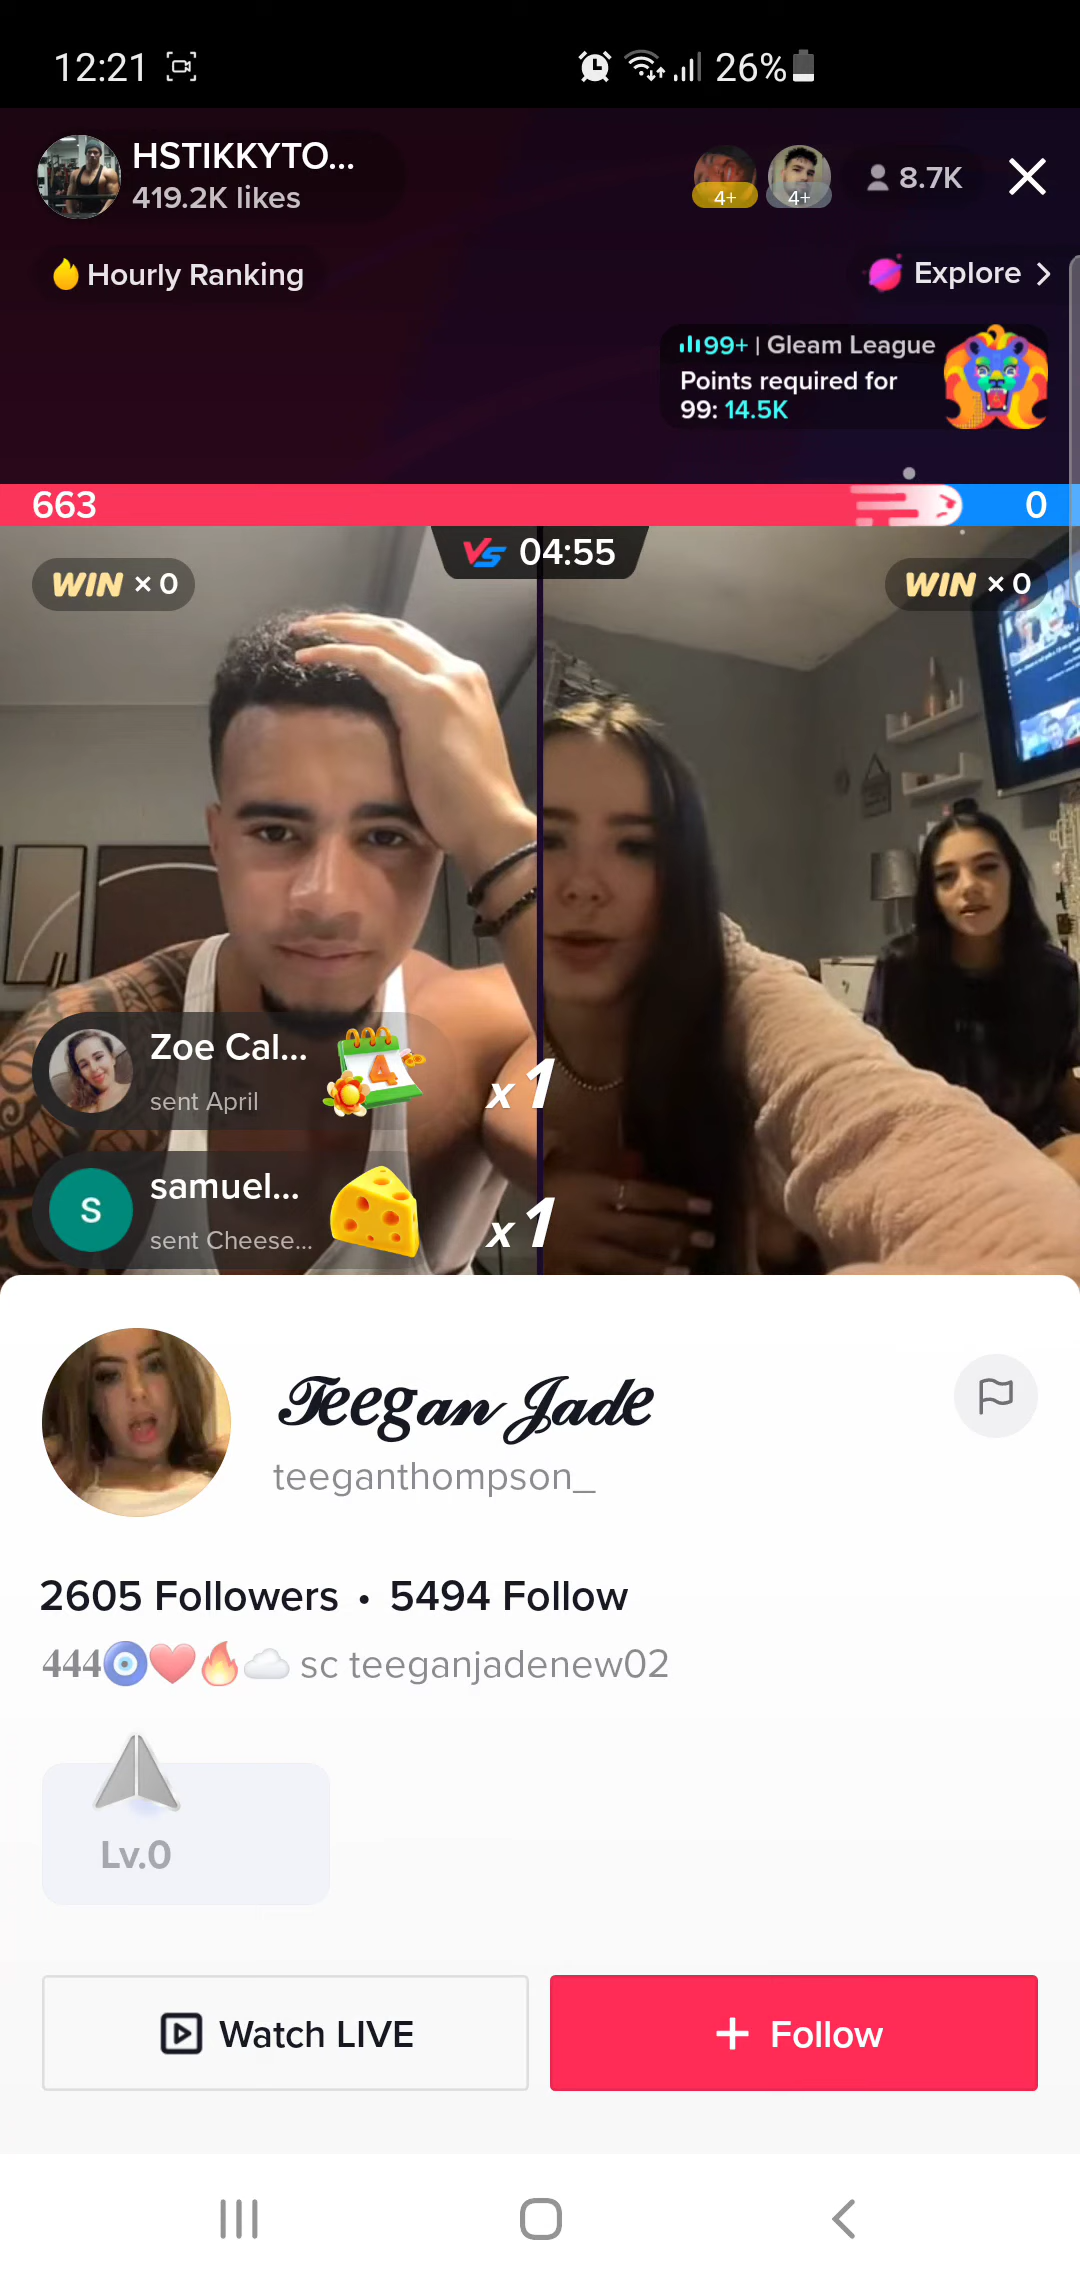 12:21
26%
HSTIKKYTO...
419.2K likes
4+
4+
8.7K
Hourly Ranking
Explore
99+ | Gleam League
Points required for
99: 14.5K
663
0
VS 04:55
WIN × 0
WIN × 0
Zoe Cal...
sent April
4
x1
S
samuel...
sent Cheese...
x1
Teegan Jade
teeganthompson_
2605 Followers • 5494 Follow
444🧿❤️🔥☁️ sc teeganjadenew02
Lv.0
Watch LIVE
+ Follow